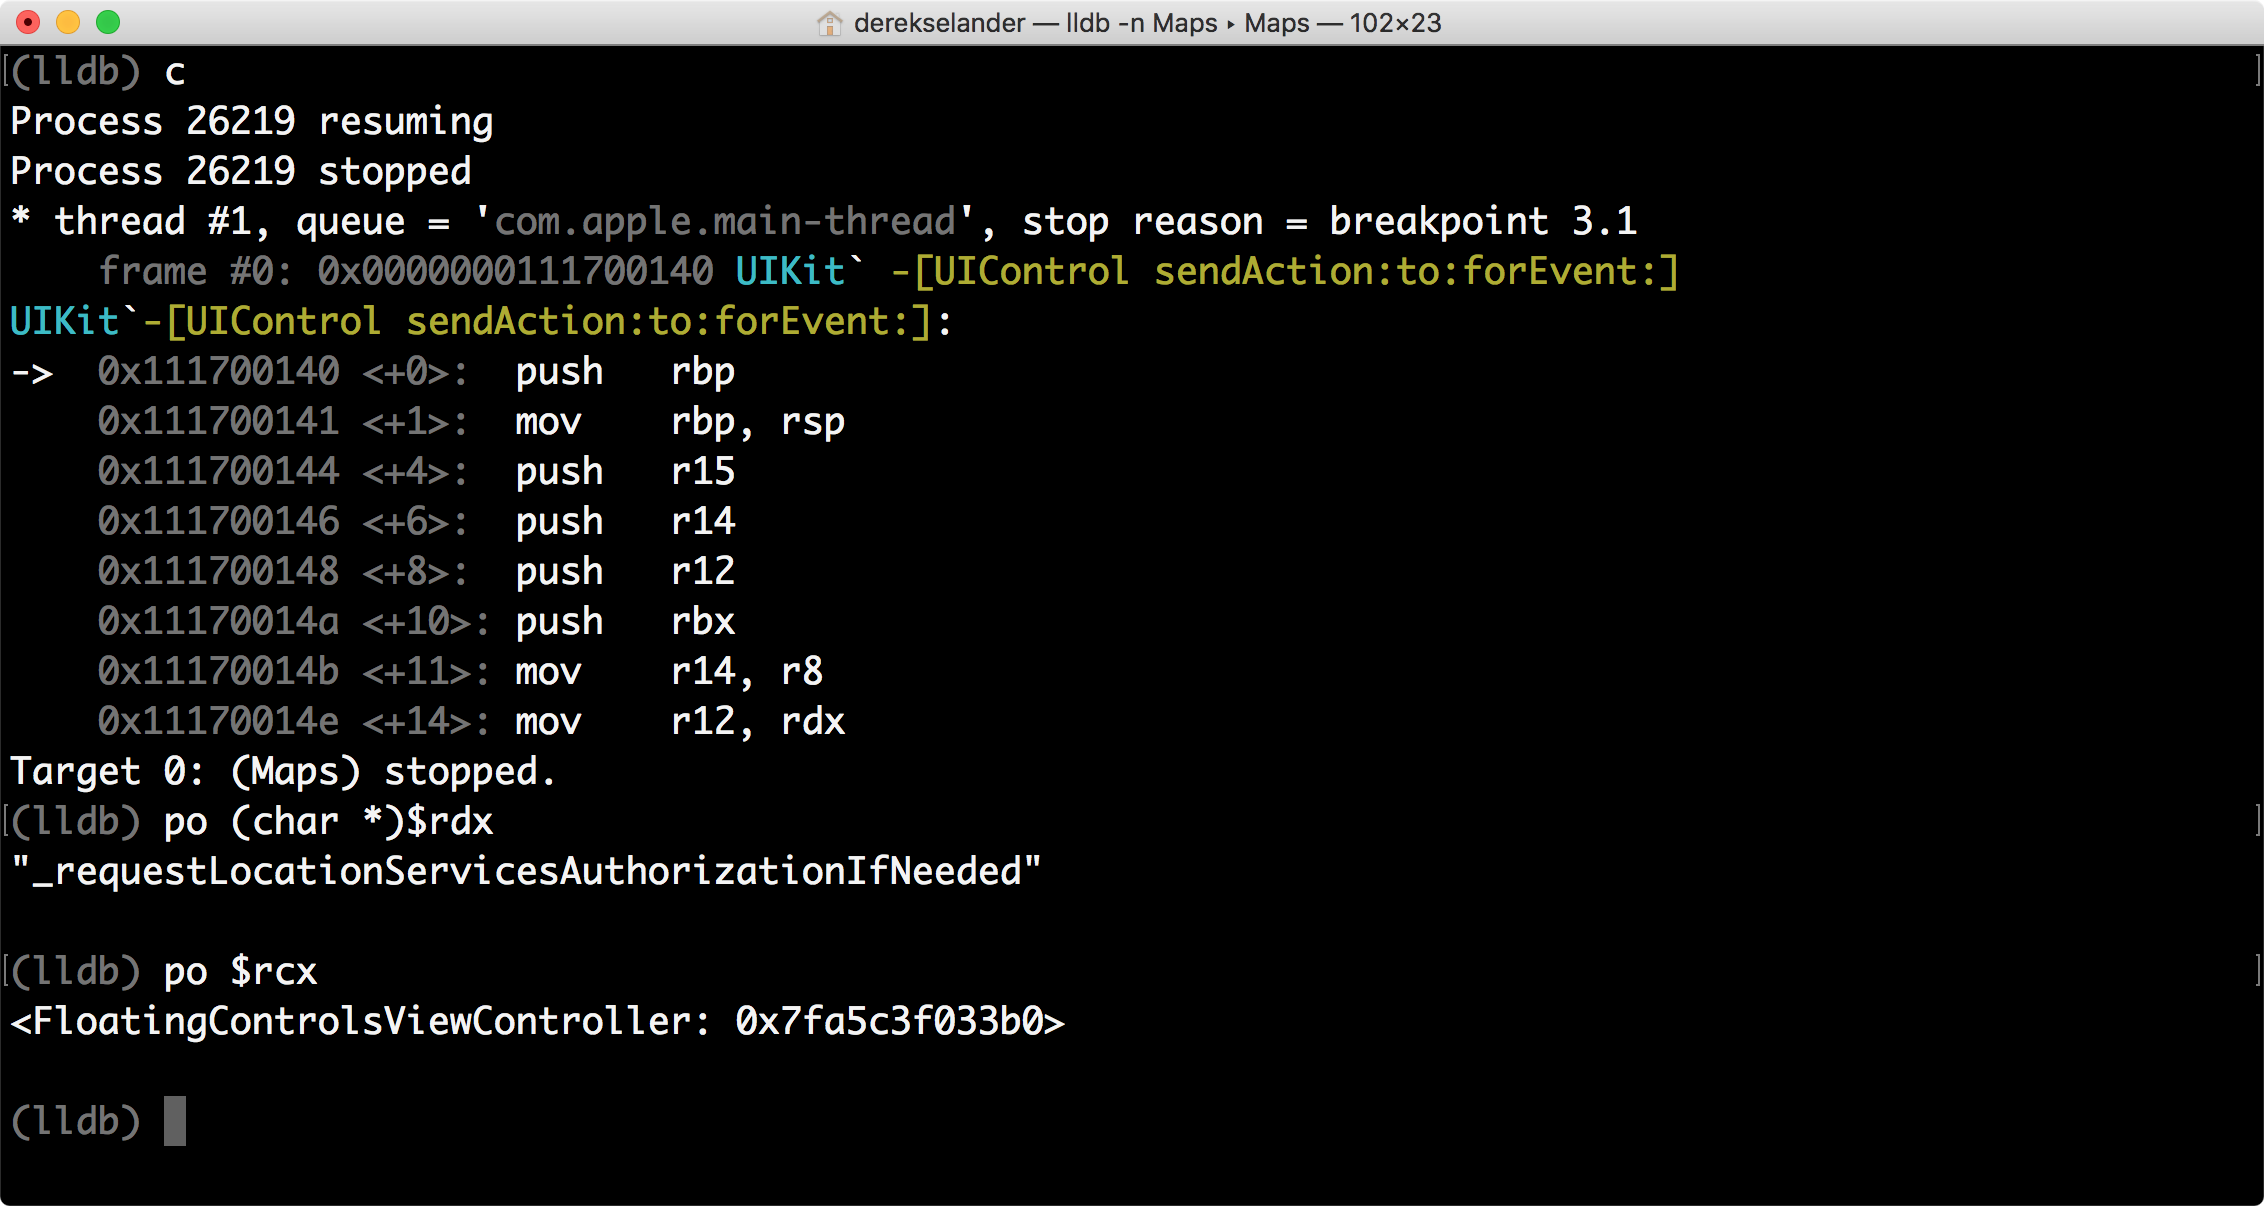 derekselander — lldb -n Maps ▸ Maps — 102×23
(lldb) c
Process 26219 resuming
Process 26219 stopped
* thread #1, queue = 'com.apple.main-thread', stop reason = breakpoint 3.1
    frame #0: 0x0000000111700140 UIKit` -[UIControl sendAction:to:forEvent:]
UIKit`-[UIControl sendAction:to:forEvent:]:
->  0x111700140 <+0>:  push   rbp
    0x111700141 <+1>:  mov    rbp, rsp
    0x111700144 <+4>:  push   r15
    0x111700146 <+6>:  push   r14
    0x111700148 <+8>:  push   r12
    0x11170014a <+10>: push   rbx
    0x11170014b <+11>: mov    r14, r8
    0x11170014e <+14>: mov    r12, rdx
Target 0: (Maps) stopped.
(lldb) po (char *)$rdx
"_requestLocationServicesAuthorizationIfNeeded"
(lldb) po $rcx
<FloatingControlsViewController: 0x7fa5c3f033b0>
(lldb)